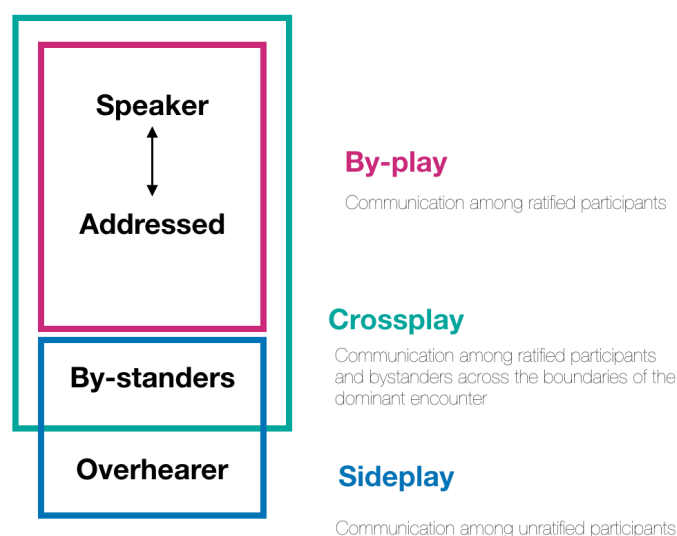 Speaker
Addressed
By-standers
Overhearer
By-play
Communication among ratified participants
Crossplay
Communication among ratified participants
and bystanders across the boundaries of the
dominant encounter
Sideplay
Communication among unratified participants